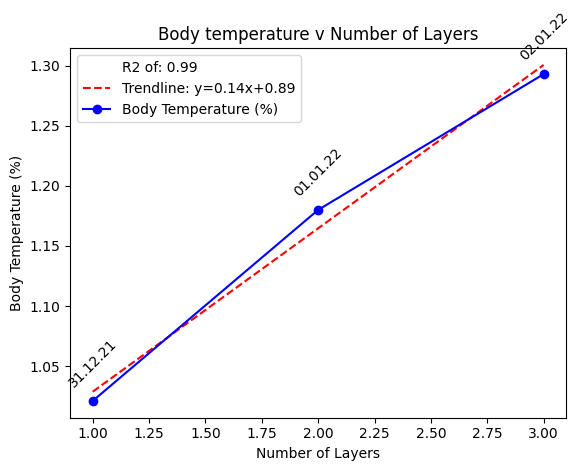 Body temperature v Number of Layers
02.01.22
R2 of: 0.99
Trendline: y=0.14x+0.89
Body Temperature (%)
01.01.22
31.12.21
Body Temperature (%)
1.30
1.25
1.20
1.15
1.10
1.05
1.00 1.25 1.50 1.75 2.00 2.25 2.50 2.75 3.00
Number of Layers